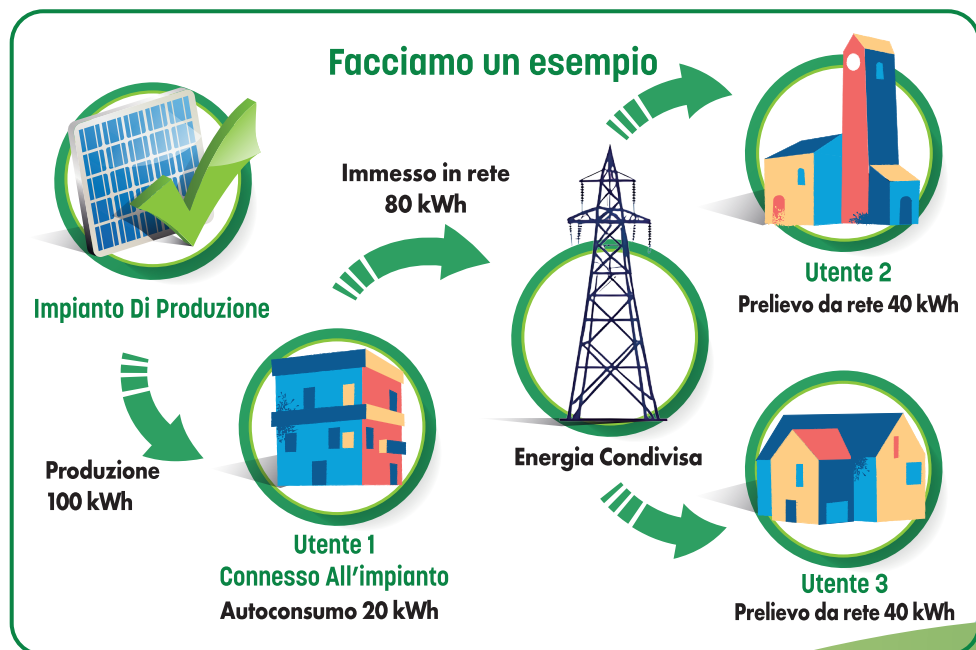 Facciamo un esempio
Impianto Di Produzione
Produzione
100 kWh
Utente 1
Connesso All'impianto
Autoconsumo 20 kWh
Immesso in rete
80 kWh
Energia Condivisa
Utente 2
Prelievo da rete 40 kWh
Utente 3
Prelievo da rete 40 kWh